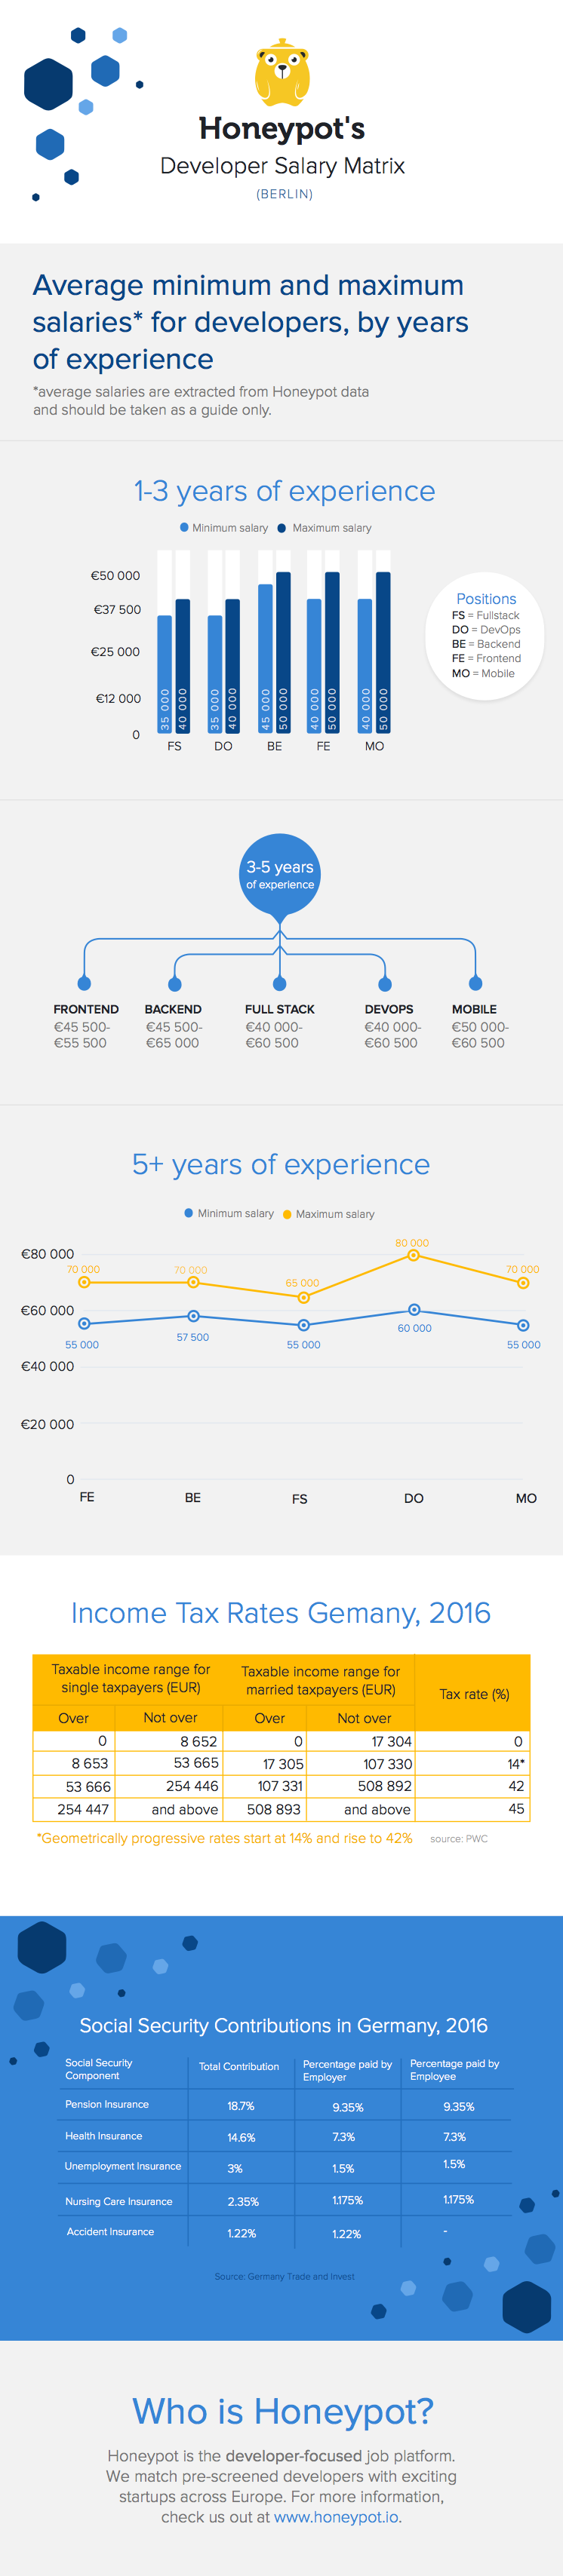 Honeypot's
Developer Salary Matrix
(BERLIN)
Average minimum and maximum
salaries* for developers, by years
of experience
*average salaries are extracted from Honeypot data
and should be taken as a guide only.
1-3 years of experience
Minimum salary Maximum salary
€50 000
€37 500
€25 000
€12 000
0
35 000 40 000 35 000 40 000 45 000 50 000 40 000 50 000 40 000 50 000
FS DO BE FE MO
Positions
FS = Fullstack
DO = DevOps
BE = Backend
FE = Frontend
MO = Mobile
3-5 years
of experience
FRONTEND BACKEND FULL STACK DEVOPS MOBILE
€45 500- €45 500- €40 000- €40 000- €50 000-
€55 500 €65 000 €60 500 €60 500 €60 500
5+ years of experience
Minimum salary Maximum salary
80 000
€80 000
70 000 70 000 65 000 70 000
€60 000
55 000 57 500 55 000 60 000 55 000
€40 000
€20 000
0
FE BE FS DO MO
Income Tax Rates Gemany, 2016
Taxable income range for Taxable income range for
single taxpayers (EUR) married taxpayers (EUR) Tax rate (%)
Over Not over Over Not over
0 8 652 0 17 304 0
8 653 53 665 17 305 107 330 14*
53 666 254 446 107 331 508 892 42
254 447 and above 508 893 and above 45
*Geometrically progressive rates start at 14% and rise to 42% source: PWC
Social Security Contributions in Germany, 2016
Social Security Total Contribution Percentage paid by Percentage paid by
Component Employer Employee
Pension Insurance 18.7% 9.35% 9.35%
Health Insurance 14.6% 7.3% 7.3%
Unemployment Insurance 3% 1.5% 1.5%
Nursing Care Insurance 2.35% 1.175% 1.175%
Accident Insurance 1.22% 1.22% -
Source: Germany Trade and Invest
Who is Honeypot?
Honeypot is the developer-focused job platform.
We match pre-screened developers with exciting
startups across Europe. For more information,
check us out at www.honeypot.io.